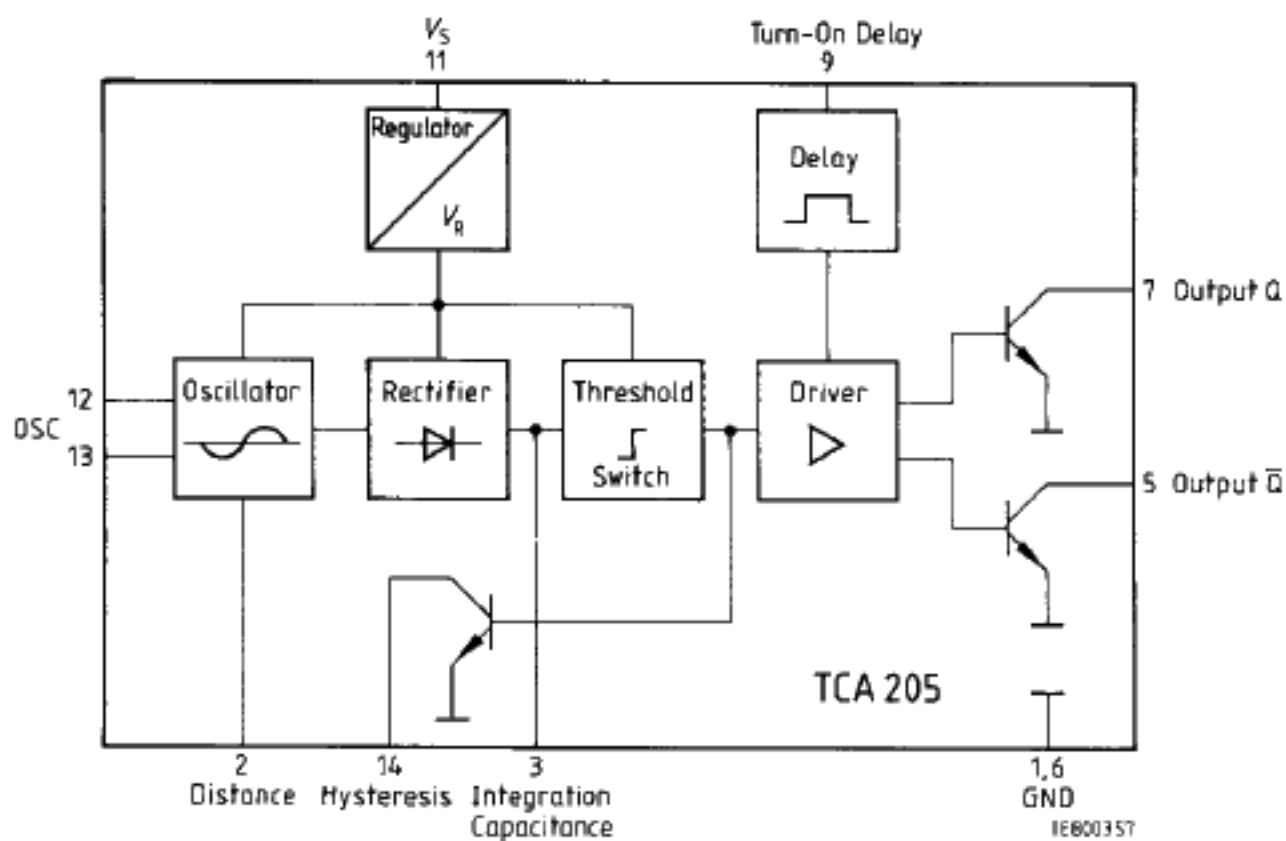 V_S
11
Turn-On Delay
9
Regulator
V_R
Delay
7 Output Q
Oscillator
Rectifier
Threshold
Switch
Driver
12
OSC
13
5 Output Q̅
TCA 205
2
Distance
14
Hysteresis
3
Integration
Capacitance
1,6
GND
IEB00357